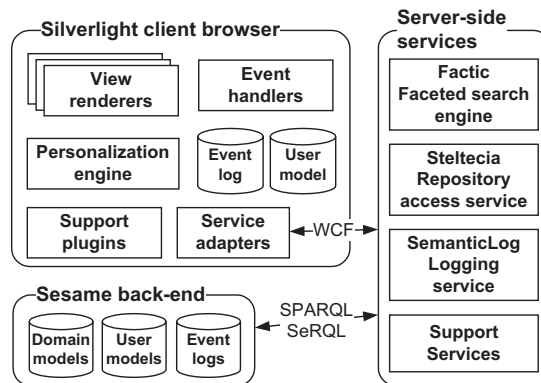 Silverlight client browser
View
renderers
Event
handlers
Personalization
engine
Event
log
User
model
Support
plugins
Service
adapters
WCF
Server-side
services
Factic
Faceted search
engine
Steltecia
Repository
access service
SemanticLog
Logging
service
Support
Services
Sesame back-end
Domain
models
User
models
Event
logs
SPARQL
SeRQL